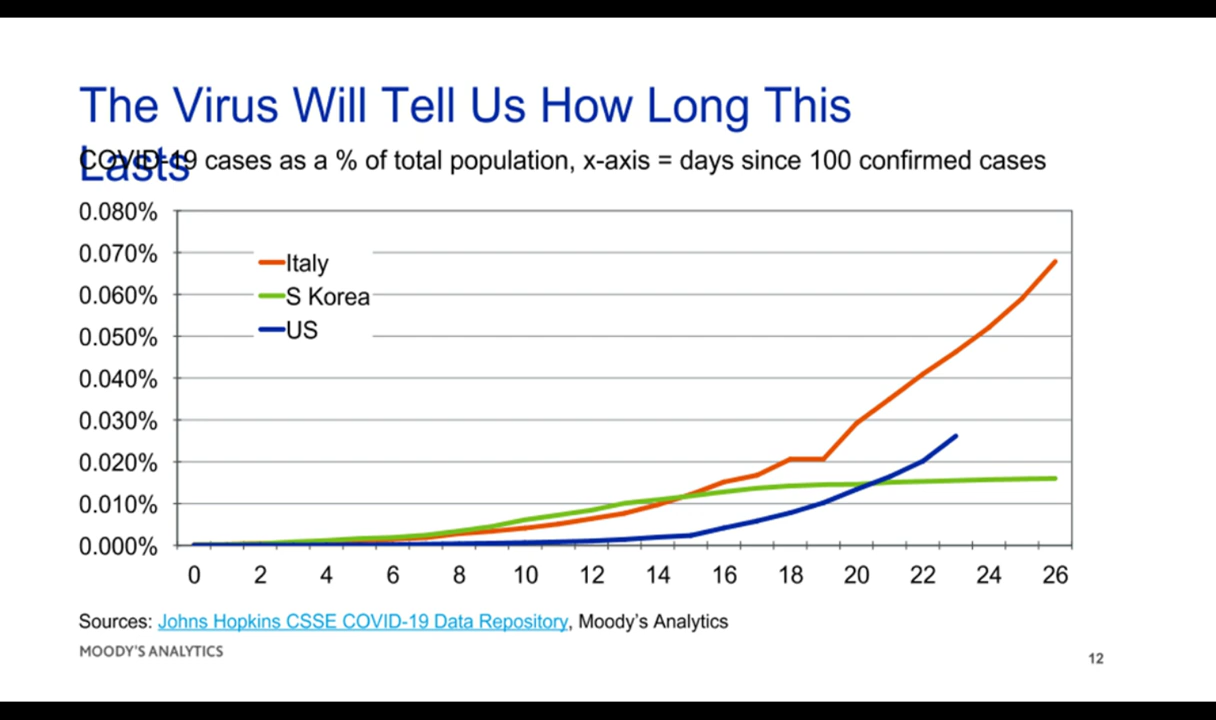 The Virus Will Tell Us How Long This
Lasts
COVID-19 cases as a % of total population, x-axis = days since 100 confirmed cases
0.080%
0.070%
0.060%
0.050%
0.040%
0.030%
0.020%
0.010%
0.000%
Italy
S Korea
US
0 2 4 6 8 10 12 14 16 18 20 22 24 26
Sources: Johns Hopkins CSSE COVID-19 Data Repository, Moody's Analytics
MOODY'S ANALYTICS
12